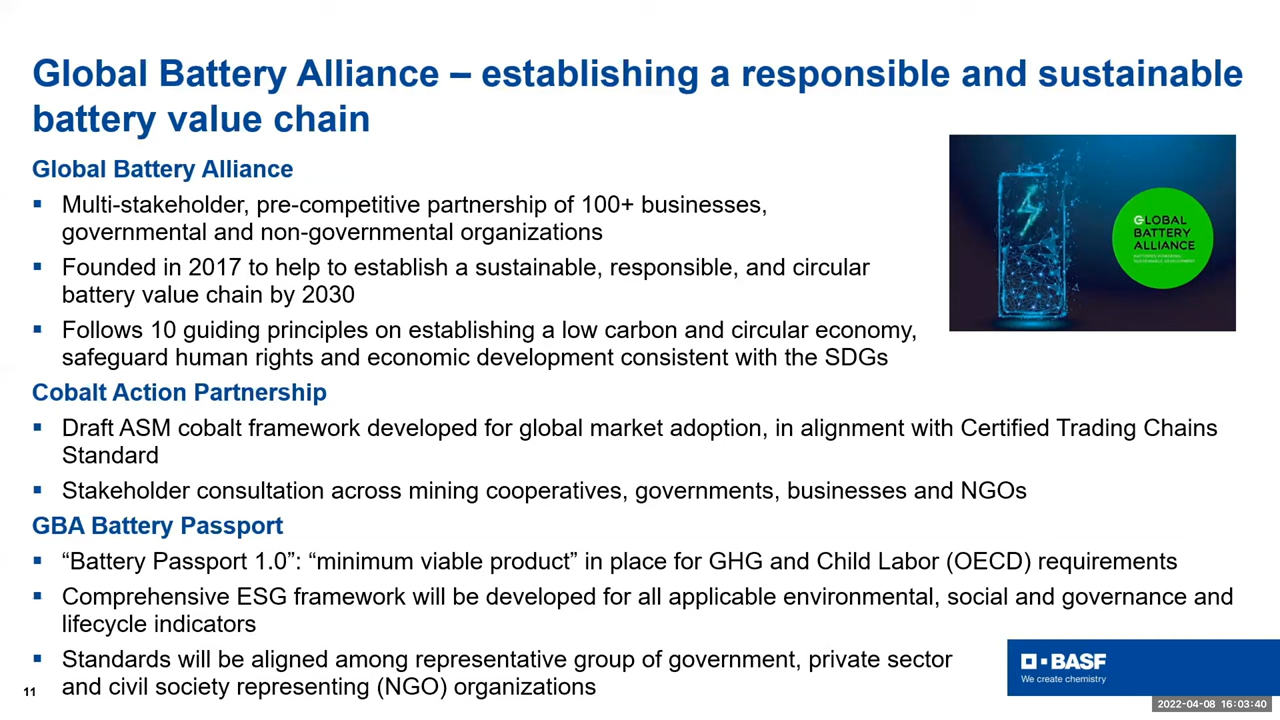 Global Battery Alliance – establishing a responsible and sustainable
battery value chain
Global Battery Alliance
▪ Multi-stakeholder, pre-competitive partnership of 100+ businesses,
governmental and non-governmental organizations
▪ Founded in 2017 to help to establish a sustainable, responsible, and circular
battery value chain by 2030
▪ Follows 10 guiding principles on establishing a low carbon and circular economy,
safeguard human rights and economic development consistent with the SDGs
GLOBAL
BATTERY
ALLIANCE
BATTERIES POWERING
SUSTAINABLE DEVELOPMENT
Cobalt Action Partnership
▪ Draft ASM cobalt framework developed for global market adoption, in alignment with Certified Trading Chains
Standard
▪ Stakeholder consultation across mining cooperatives, governments, businesses and NGOs
GBA Battery Passport
▪ “Battery Passport 1.0”: “minimum viable product” in place for GHG and Child Labor (OECD) requirements
▪ Comprehensive ESG framework will be developed for all applicable environmental, social and governance and
lifecycle indicators
▪ Standards will be aligned among representative group of government, private sector
and civil society representing (NGO) organizations
11
BASF
We create chemistry
2022-04-08 16:03:40